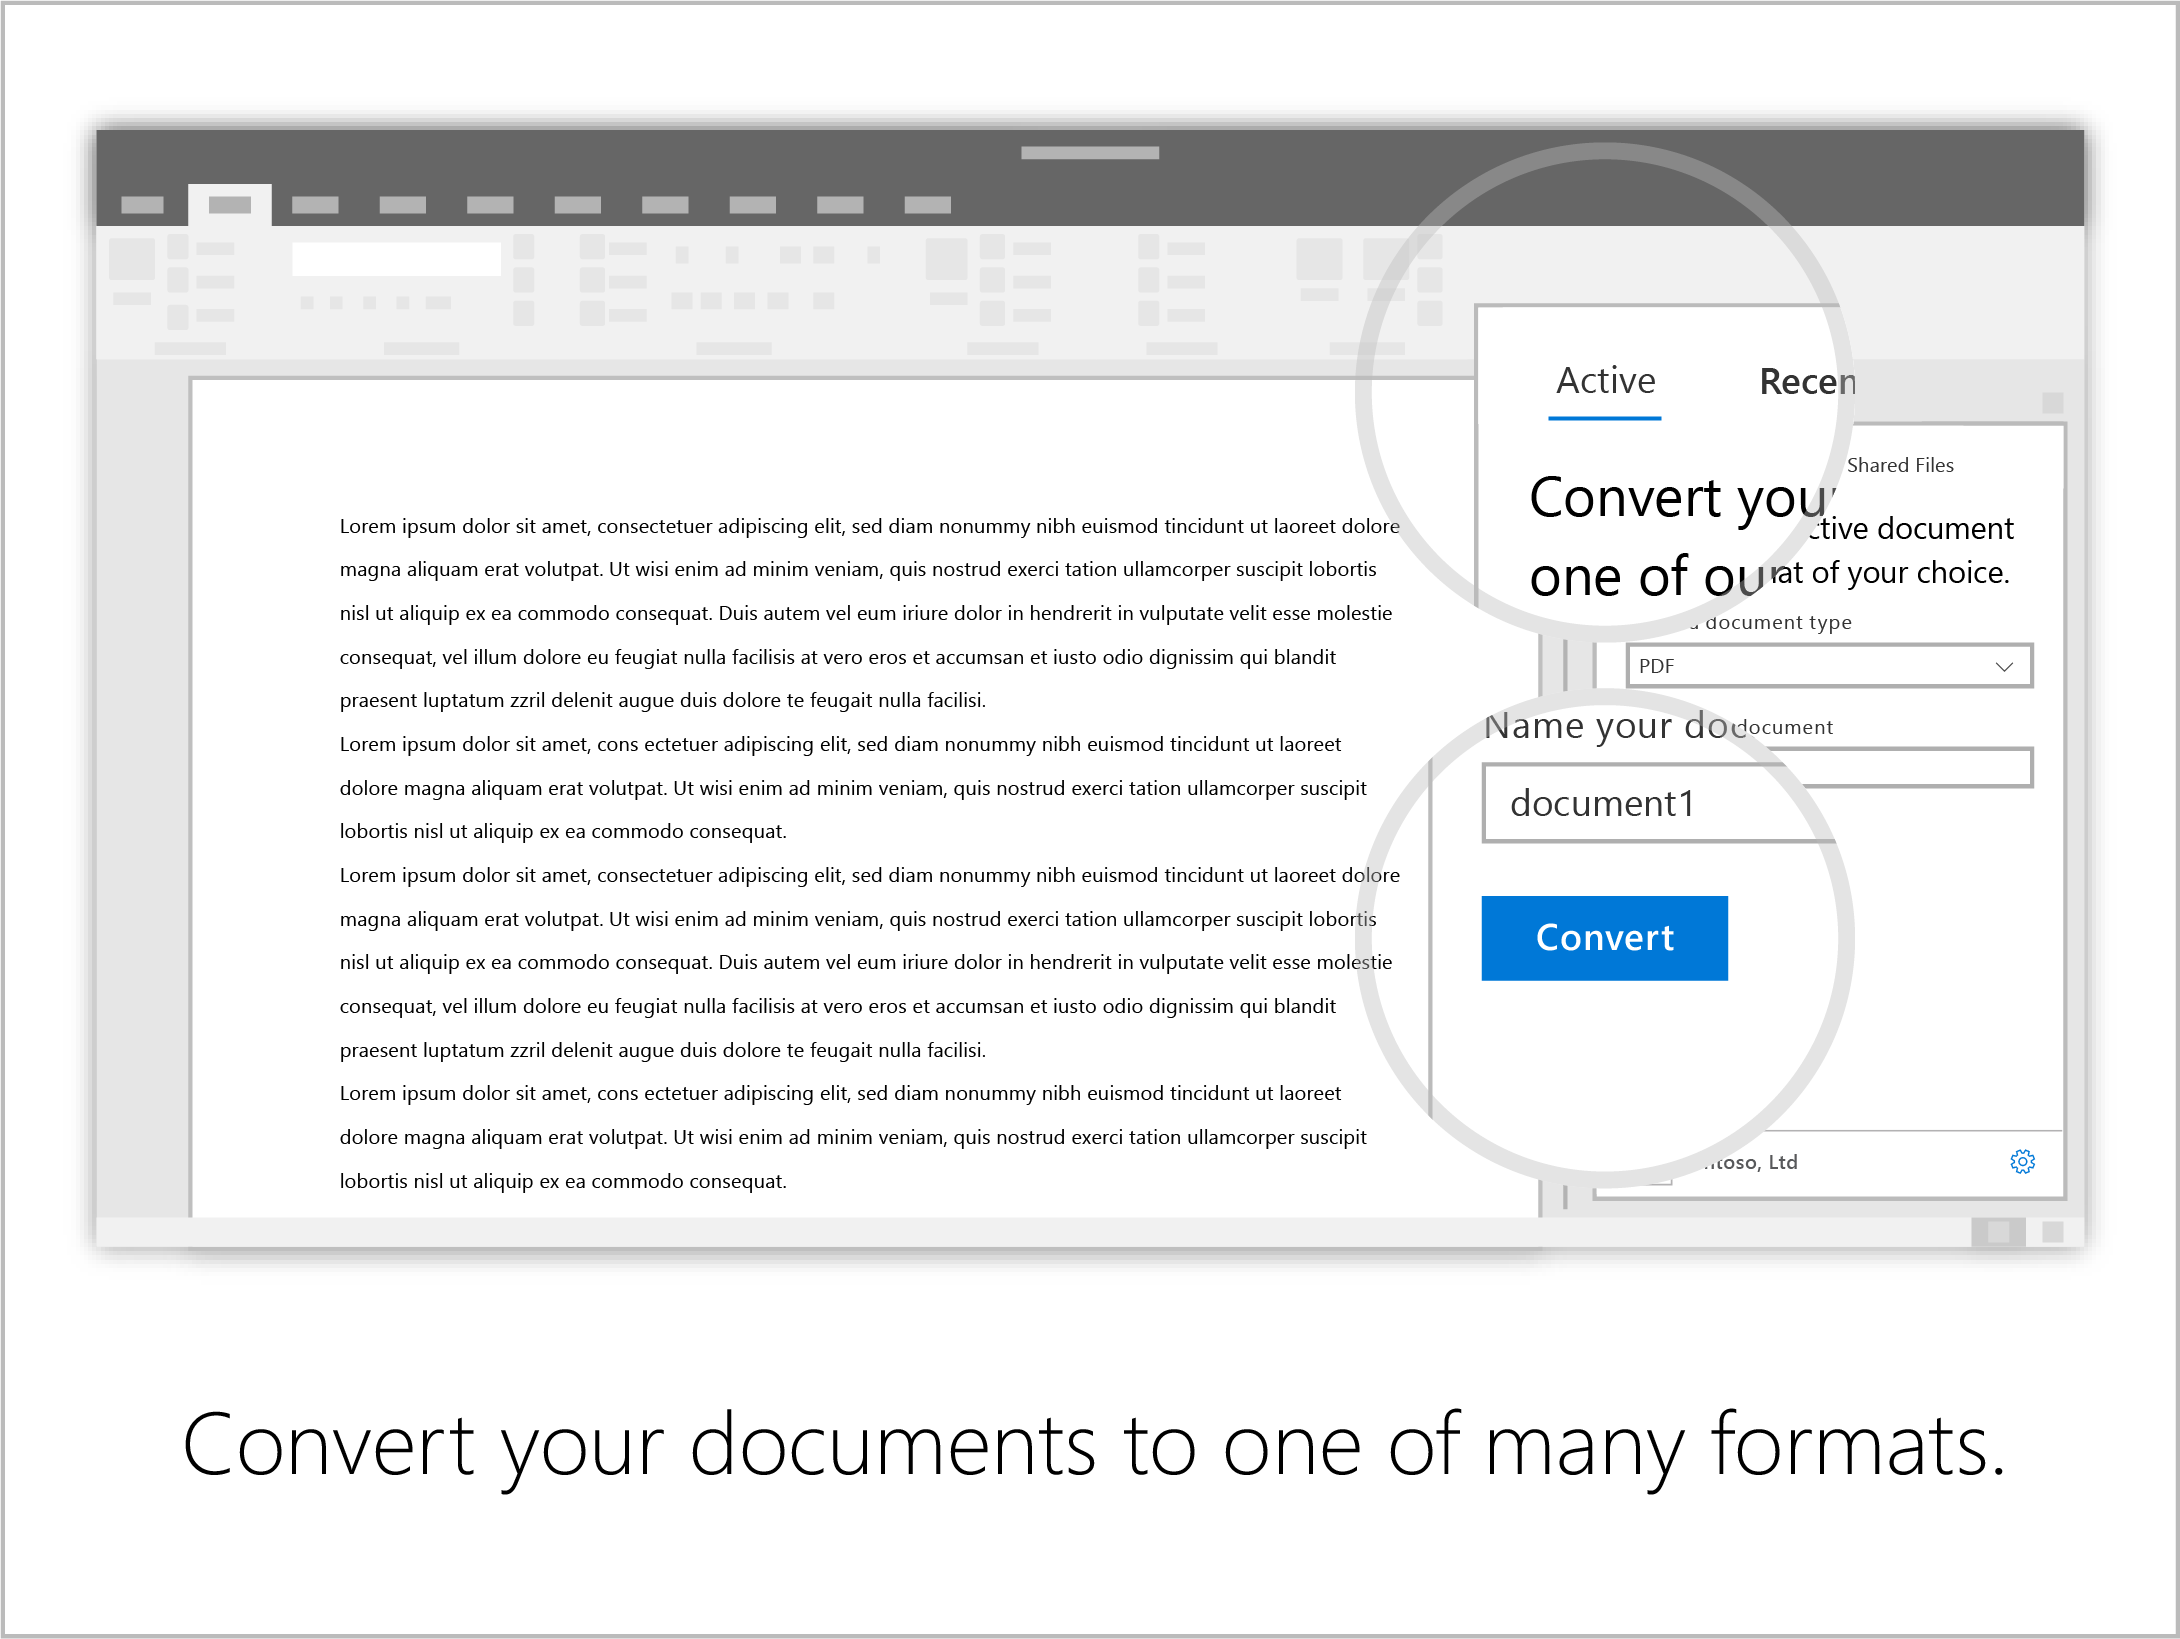 Active
Shared Files
Convert your
one of our
document
of your choice.
document type
PDF
Name your
document
document1
Convert
Ltd
Lorem ipsum dolor sit amet, consectetuer adipiscing elit, sed diam nonummy nibh euismod tincidunt ut laoreet dolore
magna aliquam erat volutpat. Ut wisi enim ad minim veniam, quis nostrud exerci tation ullamcorper suscipit lobortis
nisl ut aliquip ex ea commodo consequat. Duis autem vel eum iriure dolor in hendrerit in vulputate velit esse molestie
consequat, vel illum dolore eu feugiat nulla facilisis at vero eros et accumsan et iusto odio dignissim qui blandit
praesent luptatum zzril delenit augue duis dolore te feugait nulla facilisi.
Lorem ipsum dolor sit amet, cons ectetuer adipiscing elit, sed diam nonummy nibh euismod tincidunt ut laoreet
dolore magna aliquam erat volutpat. Ut wisi enim ad minim veniam, quis nostrud exerci tation ullamcorper suscipit
lobortis nisl ut aliquip ex ea commodo consequat.
Lorem ipsum dolor sit amet, consectetuer adipiscing elit, sed diam nonummy nibh euismod tincidunt ut laoreet dolore
magna aliquam erat volutpat. Ut wisi enim ad minim veniam, quis nostrud exerci tation ullamcorper suscipit lobortis
nisl ut aliquip ex ea commodo consequat. Duis autem vel eum iriure dolor in hendrerit in vulputate velit esse molestie
consequat, vel illum dolore eu feugiat nulla facilisis at vero eros et accumsan et iusto odio dignissim qui blandit
praesent luptatum zzril delenit augue duis dolore te feugait nulla facilisi.
Lorem ipsum dolor sit amet, cons ectetuer adipiscing elit, sed diam nonummy nibh euismod tincidunt ut laoreet
dolore magna aliquam erat volutpat. Ut wisi enim ad minim veniam, quis nostrud exerci tation ullamcorper suscipit
lobortis nisl ut aliquip ex ea commodo consequat.
Convert your documents to one of many formats.